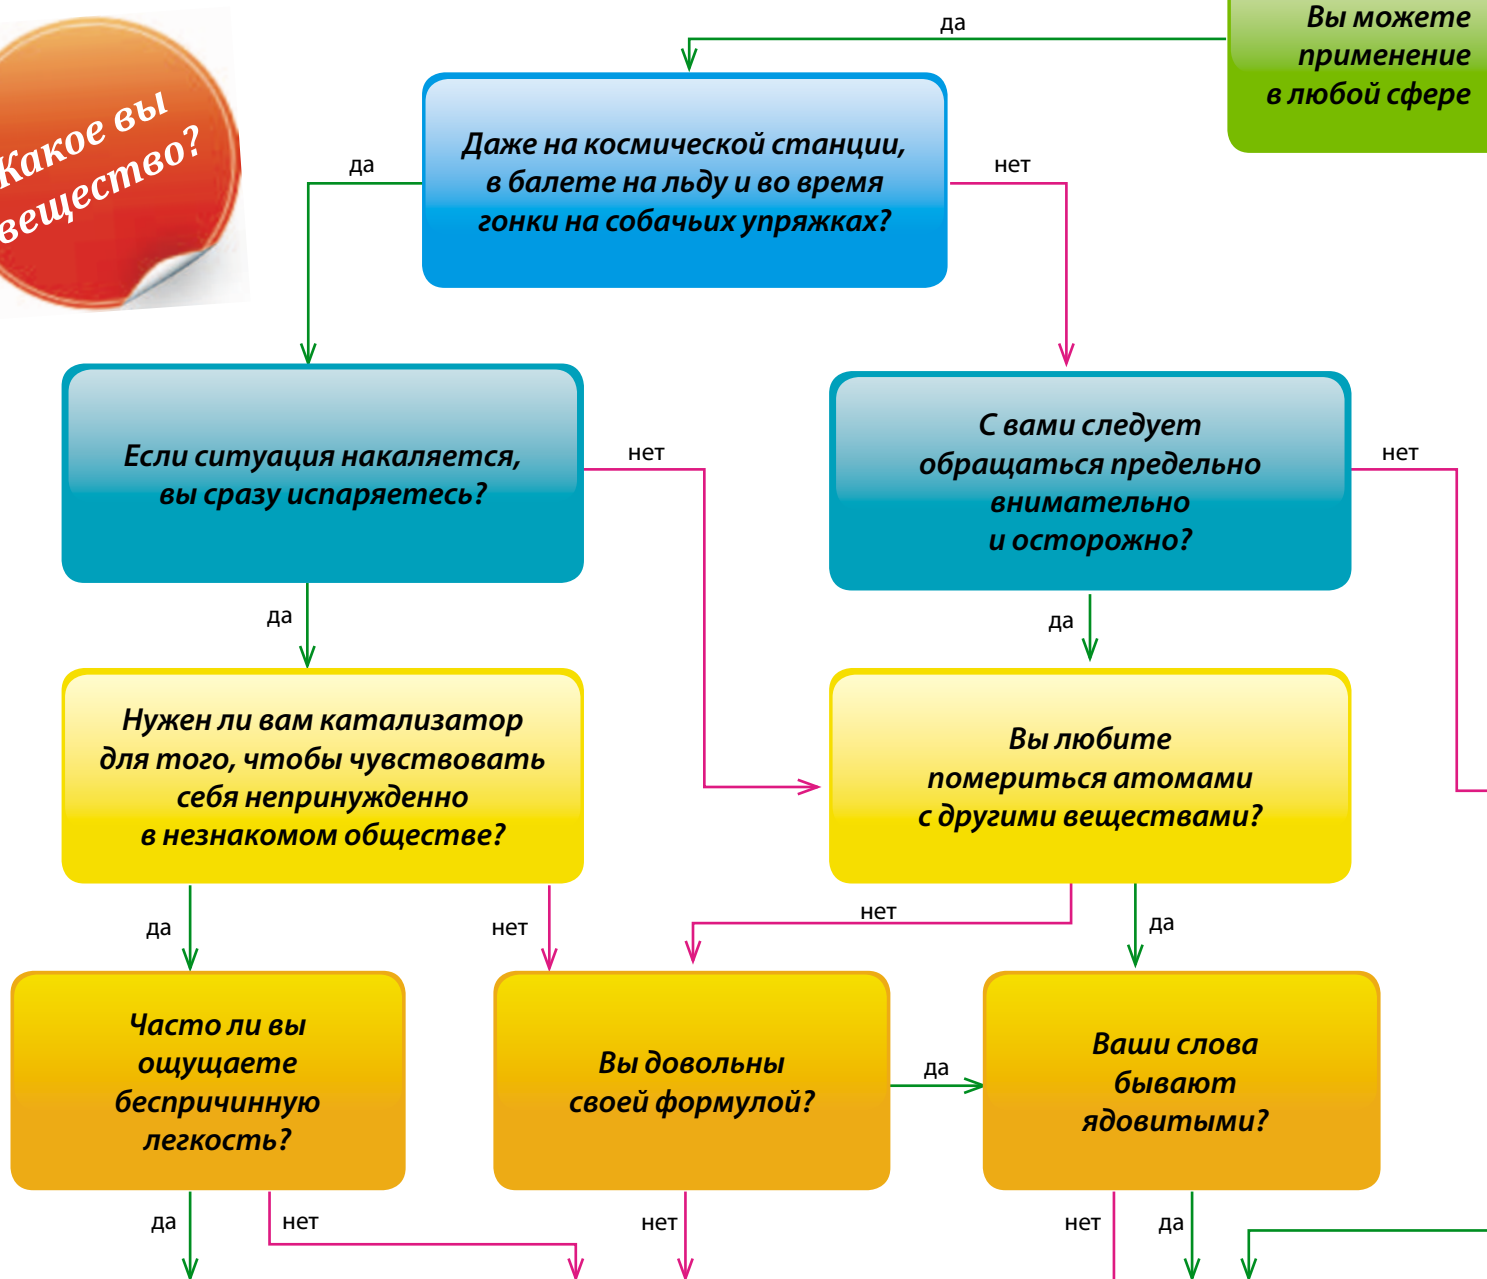 Какое вы
вещество?
да
Вы можете
применение
в любой сфере
Даже на космической станции,
в балете на льду и во время
гонки на собачьих упряжках?
да
нет
Если ситуация накаляется,
вы сразу испаряетесь?
нет
С вами следует
обращаться предельно
внимательно
и осторожно?
нет
да
да
Нужен ли вам катализатор
для того, чтобы чувствовать
себя непринужденно
в незнакомом обществе?
Вы любите
помериться атомами
с другими веществами?
да
нет
нет
да
Часто ли вы
ощущаете
беспричинную
легкость?
Вы довольны
своей формулой?
да
Ваши слова
бывают
ядовитыми?
да
нет
нет
нет
да